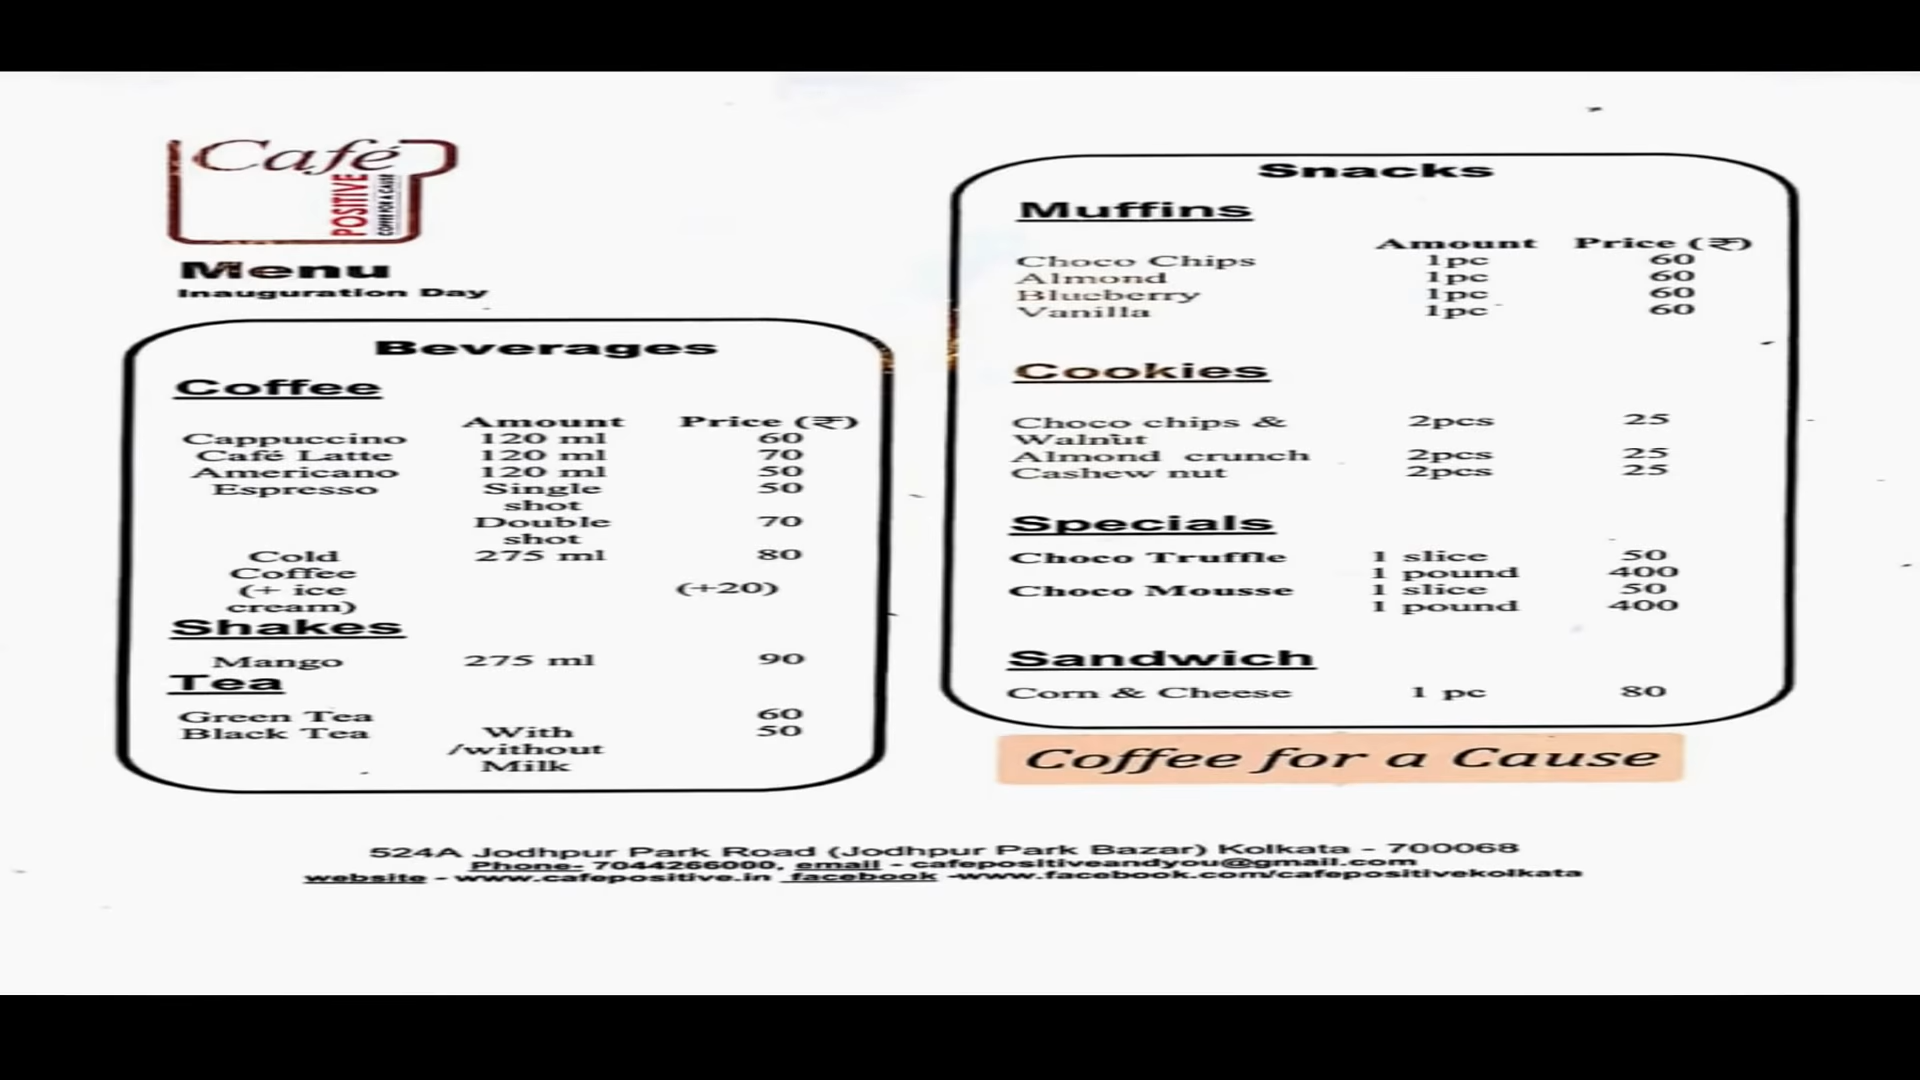 Café
POSITIVE
COFFEE FOR A CAUSE
Menu
Inauguration Day
Beverages
Coffee
Amount Price (₹)
Cappuccino 120 ml 60
Café Latte 120 ml 70
Americano 120 ml 50
Espresso Single 50
shot
Double 70
shot
Cold 275 ml 80
Coffee
(+ ice (+20)
cream)
Shakes
Mango 275 ml 90
Tea
Green Tea 60
Black Tea With 50
/without
Milk
Snacks
Muffins
Amount Price (₹)
Choco Chips 1pc 60
Almond 1pc 60
Blueberry 1pc 60
Vanilla 1pc 60
Cookies
Choco chips & 2pcs 25
Walnut
Almond crunch 2pcs 25
Cashew nut 2pcs 25
Specials
Choco Truffle 1 slice 50
1 pound 400
Choco Mousse 1 slice 50
1 pound 400
Sandwich
Corn & Cheese 1 pc 80
Coffee for a Cause
524A Jodhpur Park Road (Jodhpur Park Bazar) Kolkata - 700068
Phone- 7044266000, email - cafepositiveandyou@gmail.com
website - www.cafepositive.in facebook -www.facebook.com/cafepositivekolkata